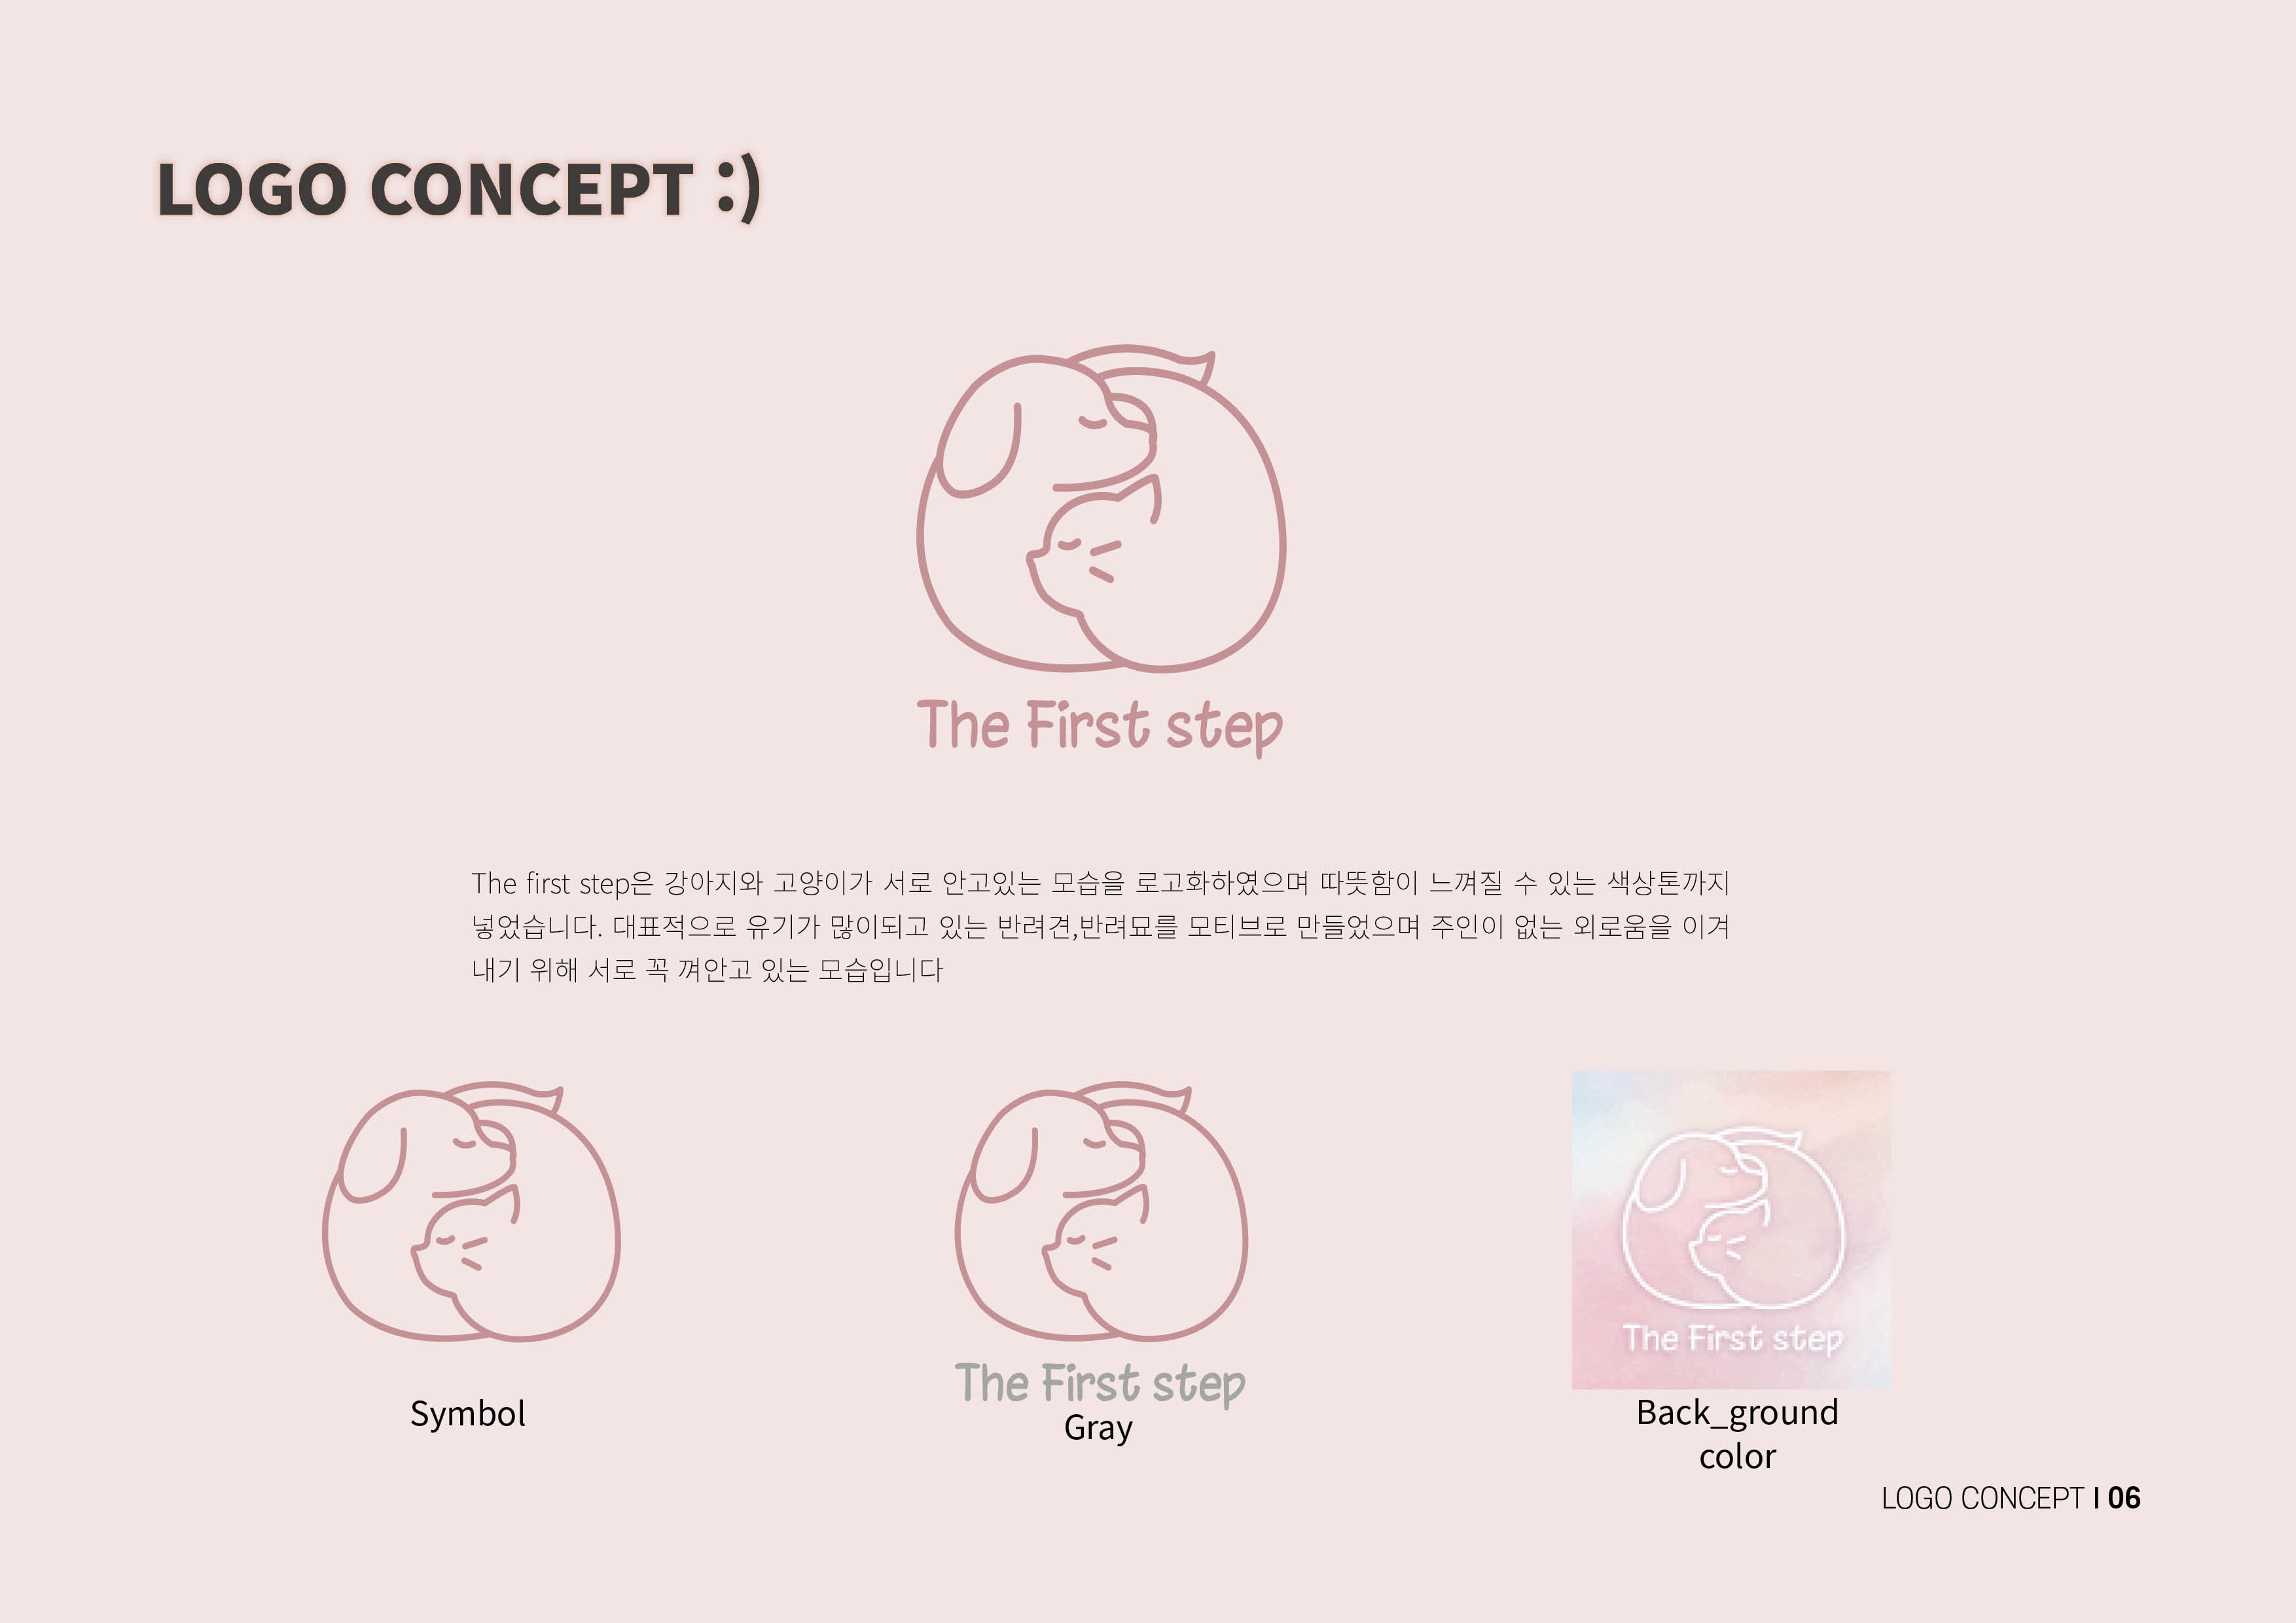 LOGO CONCEPT :)
The First step
The first step은 강아지와 고양이가 서로 안고있는 모습을 로고화하였으며 따뜻함이 느껴질 수 있는 색상톤까지
넣었습니다. 대표적으로 유기가 많이되고 있는 반려견,반려묘를 모티브로 만들었으며 주인이 없는 외로움을 이겨
내기 위해 서로 꼭 껴안고 있는 모습입니다
Symbol
The First step
Gray
The First step
Back_ground
color
LOGO CONCEPT I 06